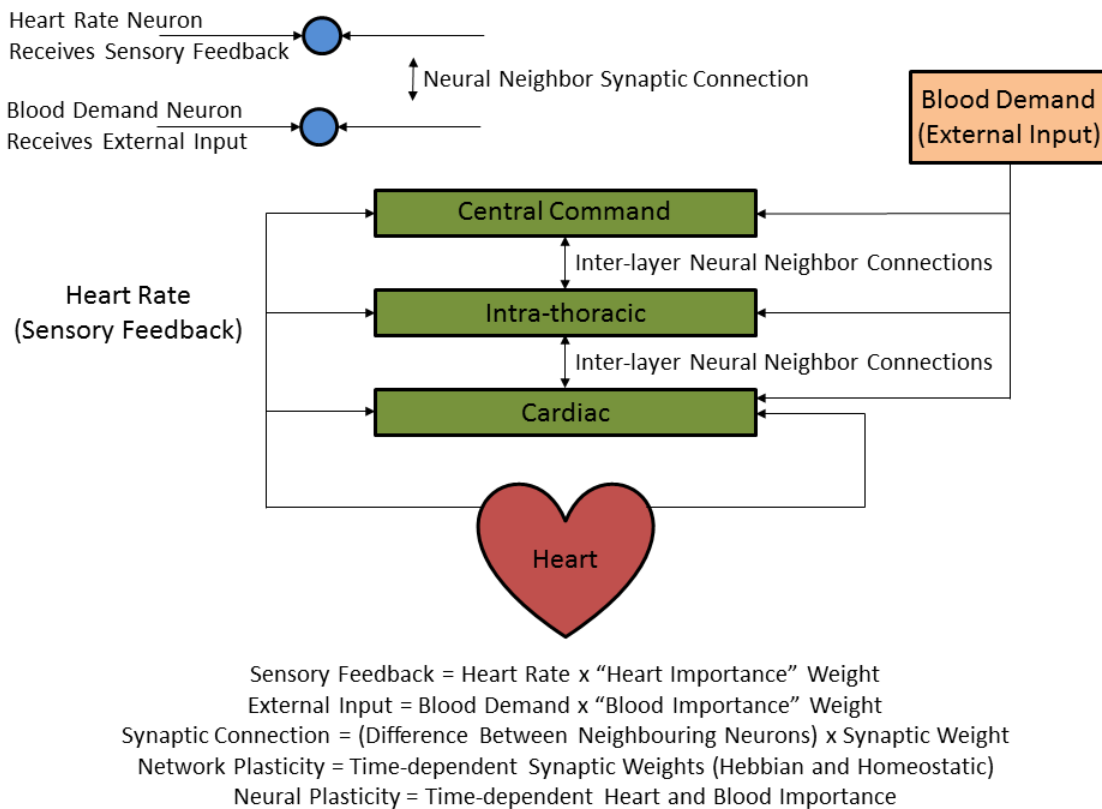 Heart Rate Neuron
Receives Sensory Feedback
Neural Neighbor Synaptic Connection
Blood Demand Neuron
Receives External Input
Blood Demand
(External Input)
Central Command
Inter-layer Neural Neighbor Connections
Heart Rate
(Sensory Feedback)
Intra-thoracic
Inter-layer Neural Neighbor Connections
Cardiac
Heart
Sensory Feedback = Heart Rate x “Heart Importance” Weight
External Input = Blood Demand x “Blood Importance” Weight
Synaptic Connection = (Difference Between Neighbouring Neurons) x Synaptic Weight
Network Plasticity = Time-dependent Synaptic Weights (Hebbian and Homeostatic)
Neural Plasticity = Time-dependent Heart and Blood Importance